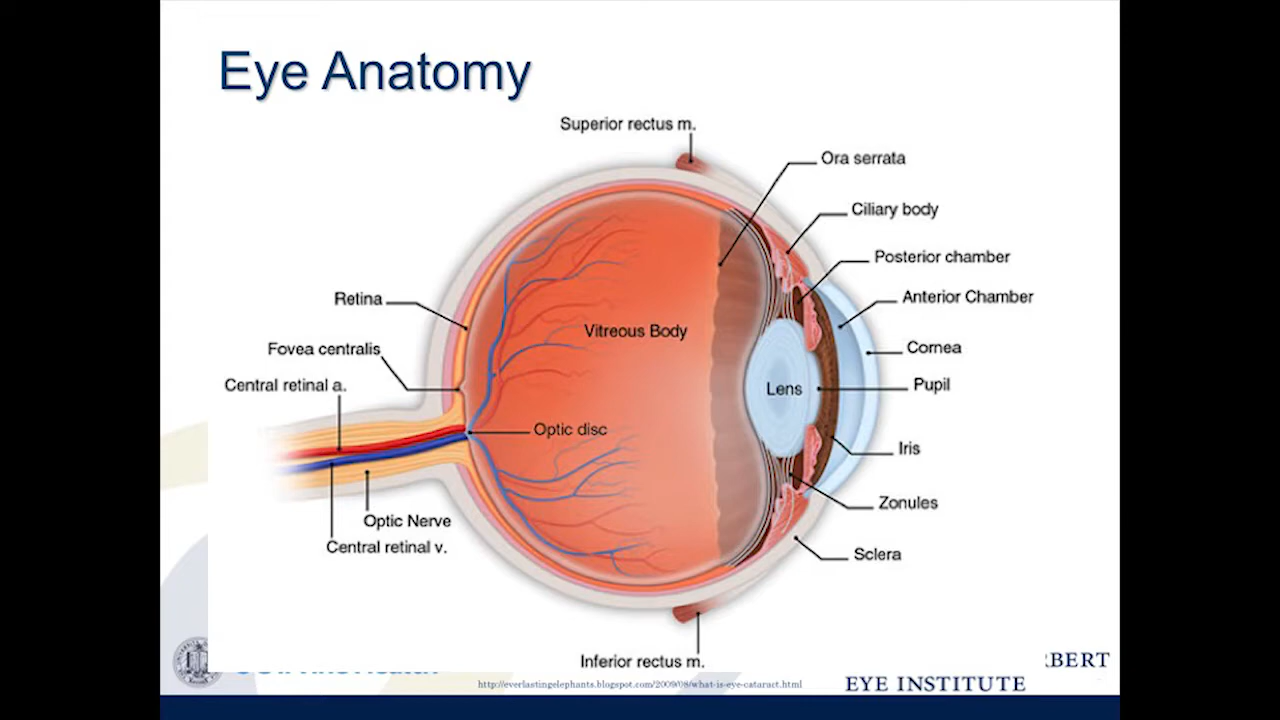 Eye Anatomy
Superior rectus m.
Ora serrata
Ciliary body
Posterior chamber
Anterior Chamber
Cornea
Pupil
Iris
Zonules
Sclera
Retina
Fovea centralis
Central retinal a.
Vitreous Body
Lens
Optic disc
Optic Nerve
Central retinal v.
Inferior rectus m.
http://everlastingelephants.blogspot.com/2009/08/what-is-eye-cataract.html
EYE INSTITUTE